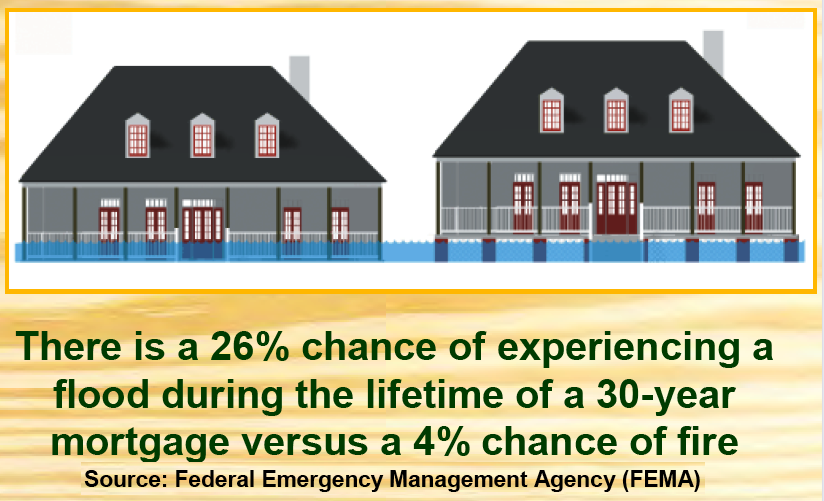 There is a 26% chance of experiencing a
flood during the lifetime of a 30-year
mortgage versus a 4% chance of fire
Source: Federal Emergency Management Agency (FEMA)